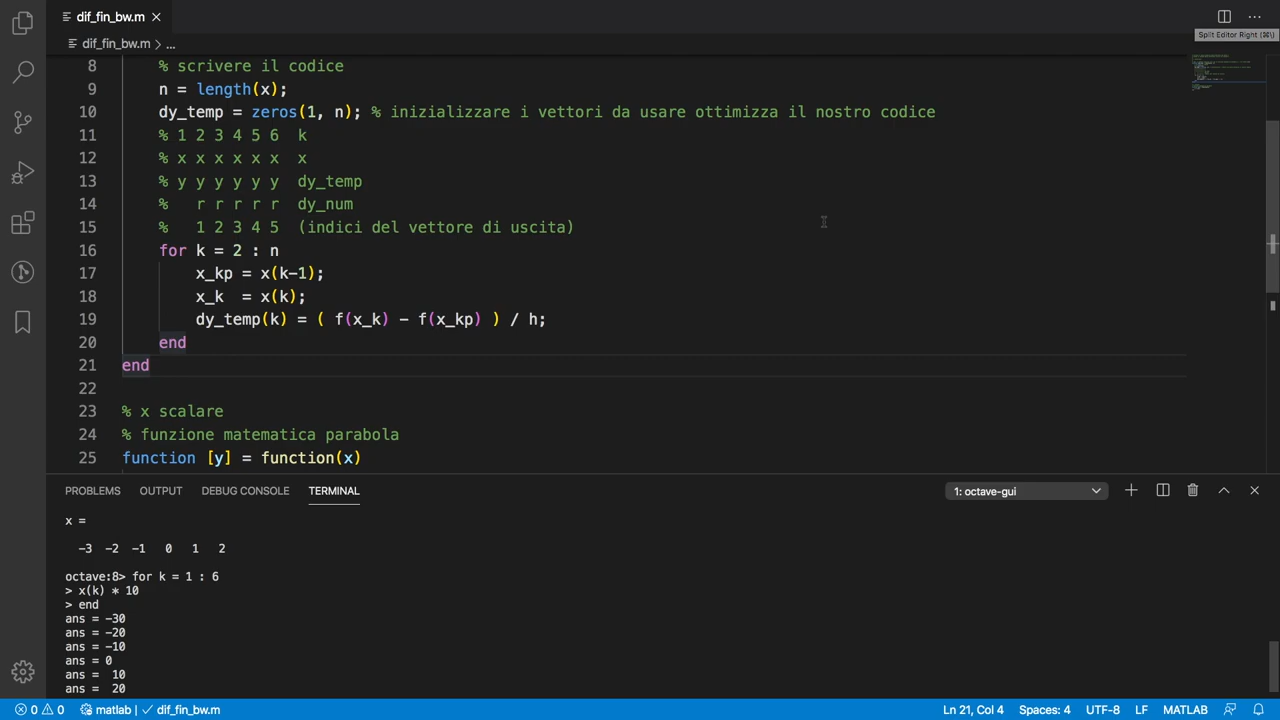 dif_fin_bw.m
Split Editor Right (⌘\)
dif_fin_bw.m > ...
8 % scrivere il codice
9 n = length(x);
10 dy_temp = zeros(1, n); % inizializzare i vettori da usare ottimizza il nostro codice
11 % 1 2 3 4 5 6 k
12 % x x x x x x x
13 % y y y y y y dy_temp
14 % r r r r r dy_num
15 % 1 2 3 4 5 (indici del vettore di uscita)
16 for k = 2 : n
17 x_kp = x(k-1);
18 x_k = x(k);
19 dy_temp(k) = ( f(x_k) - f(x_kp) ) / h;
20 end
21 end
22
23 % x scalare
24 % funzione matematica parabola
25 function [y] = function(x)
PROBLEMS OUTPUT DEBUG CONSOLE TERMINAL 1: octave-gui
x =
-3 -2 -1 0 1 2
octave:8> for k = 1 : 6
> x(k) * 10
> end
ans = -30
ans = -20
ans = -10
ans = 0
ans = 10
ans = 20
0 0 matlab | ✓ dif_fin_bw.m Ln 21, Col 4 Spaces: 4 UTF-8 LF MATLAB